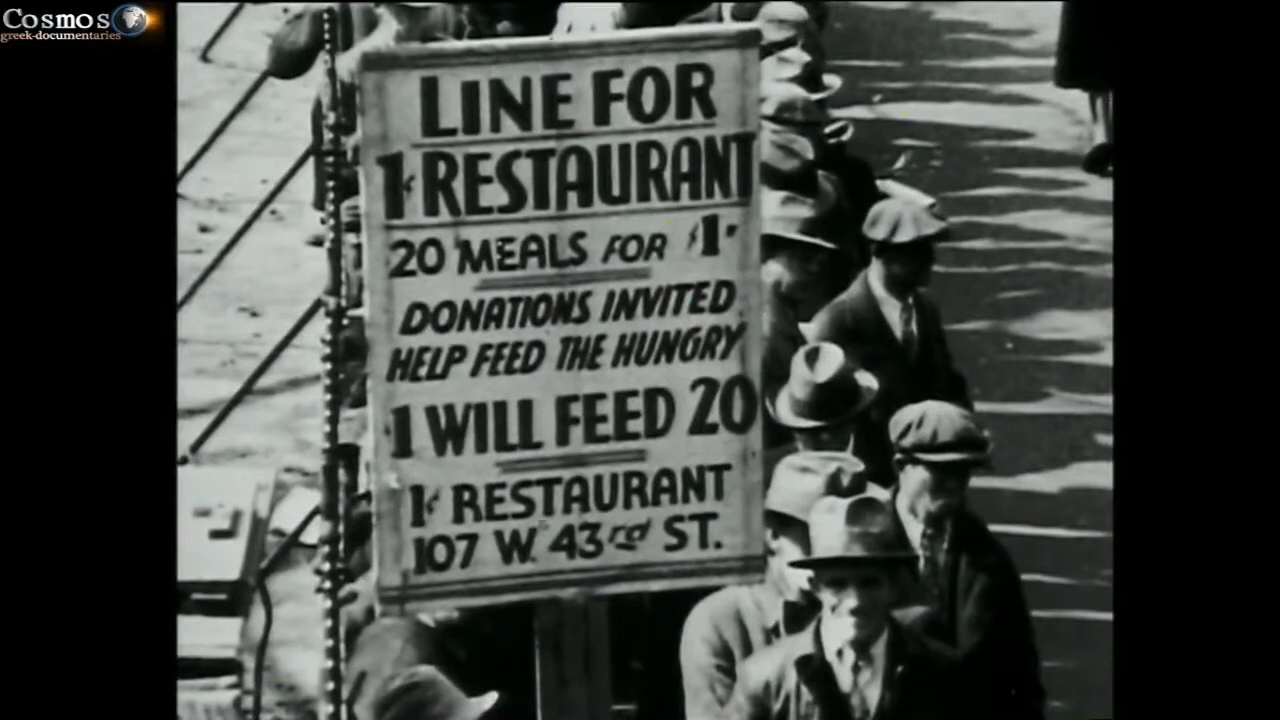 Cosmos
greek-documentaries
LINE FOR
1¢ RESTAURANT
20 MEALS FOR $1.
DONATIONS INVITED
HELP FEED THE HUNGRY
1 WILL FEED 20
1¢ RESTAURANT
107 W. 43rd ST.